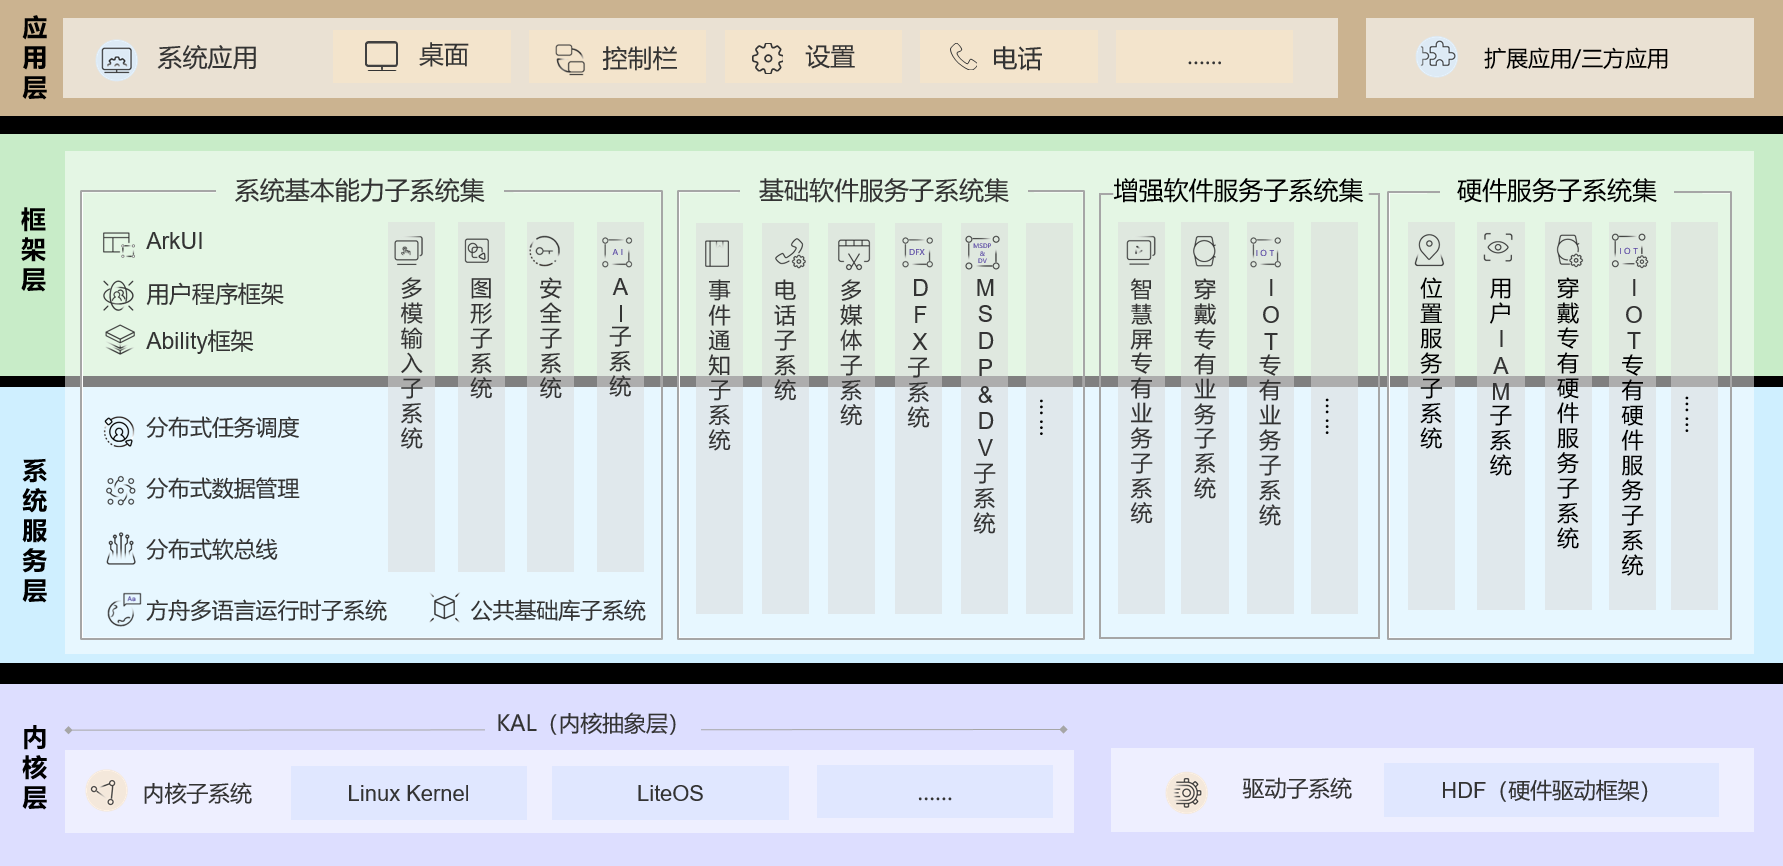 应用层
系统应用
桌面
控制栏
设置
电话
......
扩展应用/三方应用
框架层
系统服务层
系统基本能力子系统集
ArkUI
用户程序框架
Ability框架
分布式任务调度
分布式数据管理
分布式软总线
Aa
方舟多语言运行时子系统
公共基础库子系统
多模输入子系统
图形子系统
安全子系统
AI
AI子系统
基础软件服务子系统集
事件通知子系统
电话子系统
多媒体子系统
DFX
DFX子系统
MSDP
&
DV
MSDP&DV子系统
......
增强软件服务子系统集
智慧屏专有业务子系统
穿戴专有业务子系统
IOT
IOT专有业务子系统
......
硬件服务子系统集
位置服务子系统
用户IAM子系统
穿戴专有硬件服务子系统
IOT
IOT专有硬件服务子系统
......
内核层
KAL（内核抽象层）
内核子系统
Linux Kernel
LiteOS
......
驱动子系统
HDF（硬件驱动框架）